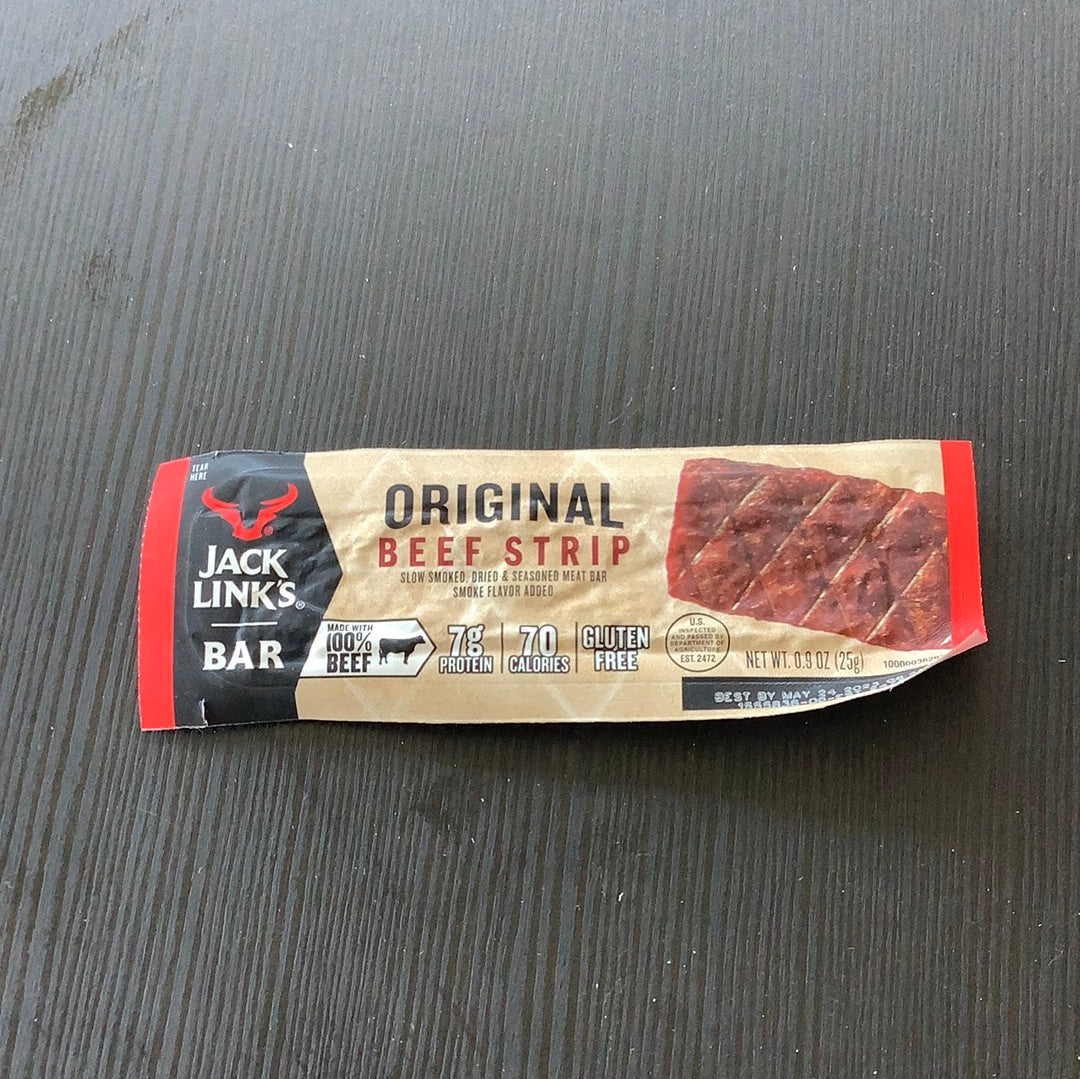 TEAR
HERE
JACK
LINK'S®
BAR
ORIGINAL
BEEF STRIP
SLOW SMOKED, DRIED & SEASONED MEAT BAR
SMOKE FLAVOR ADDED
MADE WITH
100%
BEEF
7g
PROTEIN
70
CALORIES
GLUTEN
FREE
U.S.
INSPECTED
AND PASSED BY
DEPARTMENT OF
AGRICULTURE
EST. 2472
NET WT. 0.9 OZ (25g)
BEST BY MAY 24